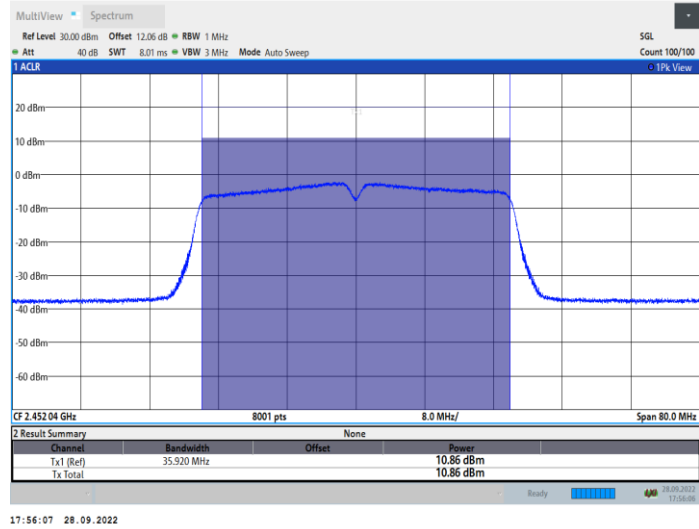 MultiView Spectrum
Ref Level 30.00 dBm Offset 12.06 dB RBW 1 MHz SGL
Att 40 dB SWT 8.01 ms VBW 3 MHz Mode Auto Sweep Count 100/100
1 ACLR 1Pk View
20 dBm
10 dBm
0 dBm
-10 dBm
-20 dBm
-30 dBm
-40 dBm
-50 dBm
-60 dBm
CF 2.45204 GHz 8001 pts 8.0 MHz/ Span 80.0 MHz
2 Result Summary None
Channel Bandwidth Offset Power
Tx1 (Ref) 35.920 MHz 10.86 dBm
Tx Total 10.86 dBm
Ready 28.09.2022
17:56:06
17:56:07 28.09.2022